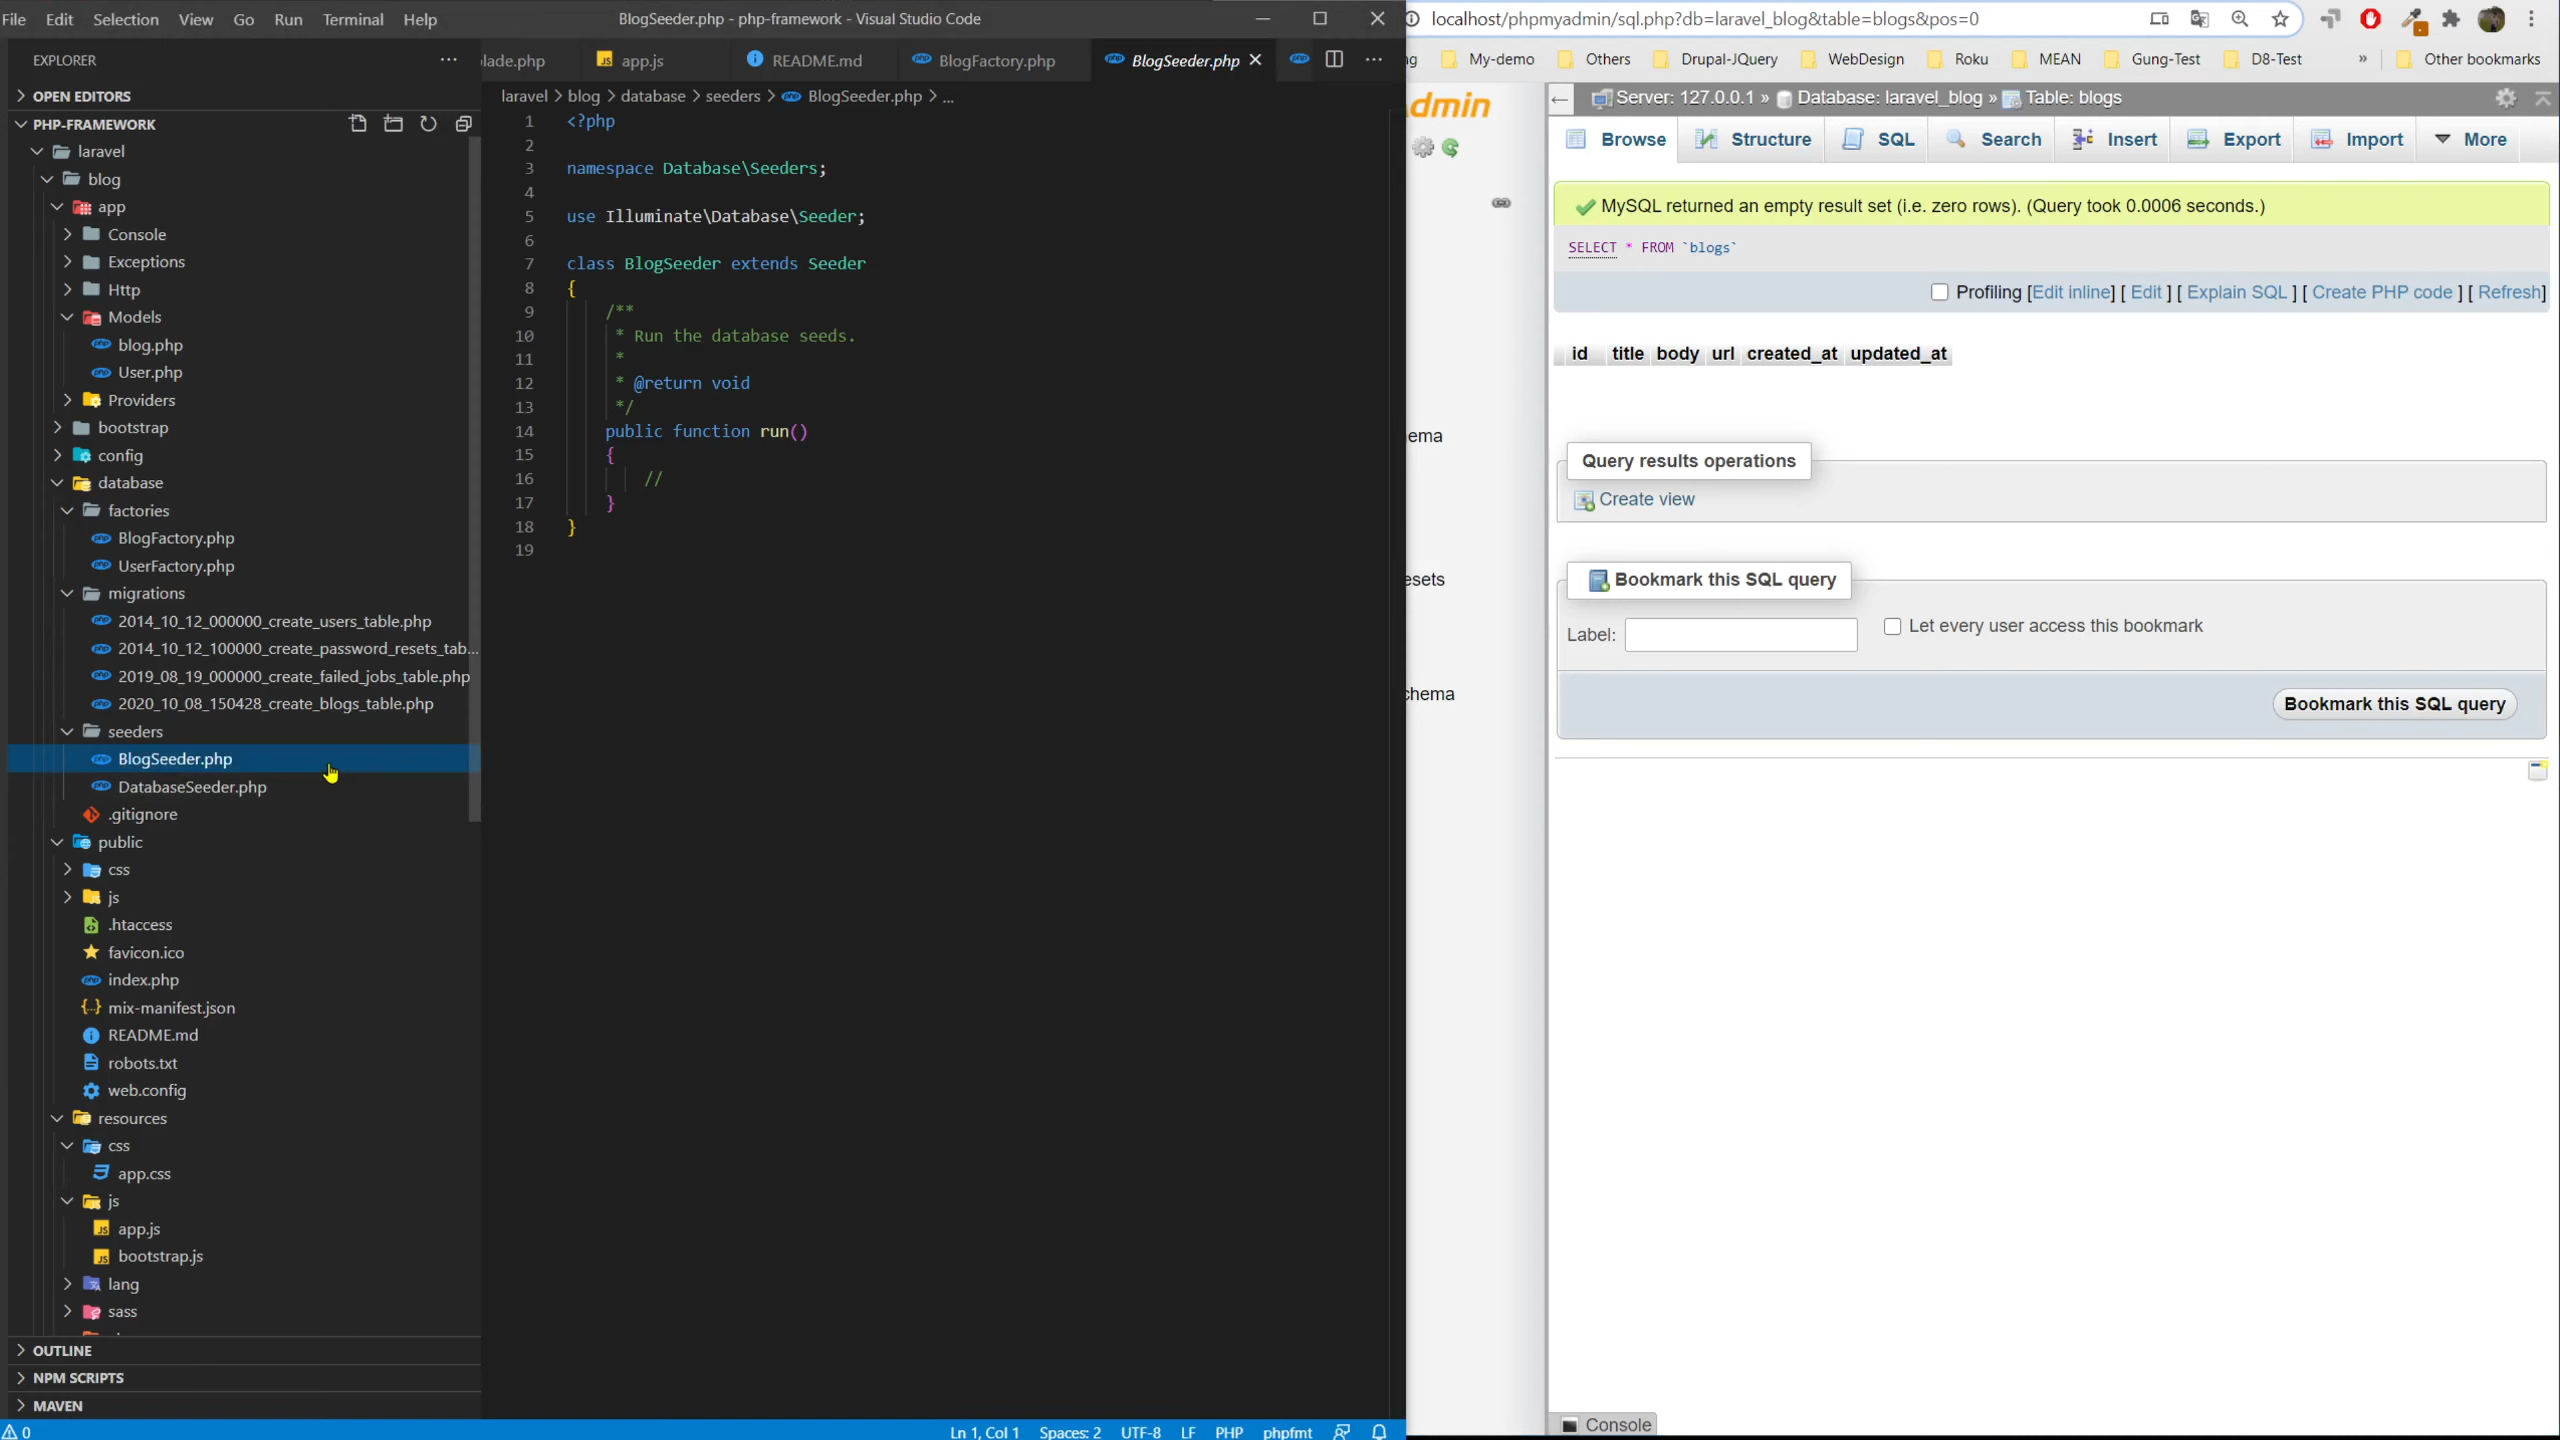 File Edit Selection View Go Run Terminal Help
BlogSeeder.php - php-framework - Visual Studio Code
EXPLORER
OPEN EDITORS
PHP-FRAMEWORK
laravel
blog
app
Console
Exceptions
Http
Models
blog.php
User.php
Providers
bootstrap
config
database
factories
BlogFactory.php
UserFactory.php
migrations
2014_10_12_000000_create_users_table.php
2014_10_12_100000_create_password_resets_tab...
2019_08_19_000000_create_failed_jobs_table.php
2020_10_08_150428_create_blogs_table.php
seeders
BlogSeeder.php
DatabaseSeeder.php
.gitignore
public
css
js
.htaccess
favicon.ico
index.php
mix-manifest.json
README.md
robots.txt
web.config
resources
css
app.css
js
app.js
bootstrap.js
lang
sass
OUTLINE
NPM SCRIPTS
MAVEN
lade.php app.js README.md BlogFactory.php BlogSeeder.php
laravel > blog > database > seeders > BlogSeeder.php > ...
1 <?php
2
3 namespace Database\Seeders;
4
5 use Illuminate\Database\Seeder;
6
7 class BlogSeeder extends Seeder
8 {
9 /**
10 * Run the database seeds.
11 *
12 * @return void
13 */
14 public function run()
15 {
16 //
17 }
18 }
19
0
Ln 1, Col 1 Spaces: 2 UTF-8 LF PHP phpfmt
localhost/phpmyadmin/sql.php?db=laravel_blog&table=blogs&pos=0
ng My-demo Others Drupal-JQuery WebDesign Roku MEAN Gung-Test D8-Test » Other bookmarks
dmin
ema
esets
chema
Server: 127.0.0.1 » Database: laravel_blog » Table: blogs
Browse Structure SQL Search Insert Export Import More
MySQL returned an empty result set (i.e. zero rows). (Query took 0.0006 seconds.)
SELECT * FROM `blogs`
Profiling [Edit inline] [ Edit ] [ Explain SQL ] [ Create PHP code ] [ Refresh]
id title body url created_at updated_at
Query results operations
Create view
Bookmark this SQL query
Label: Let every user access this bookmark
Bookmark this SQL query
Console